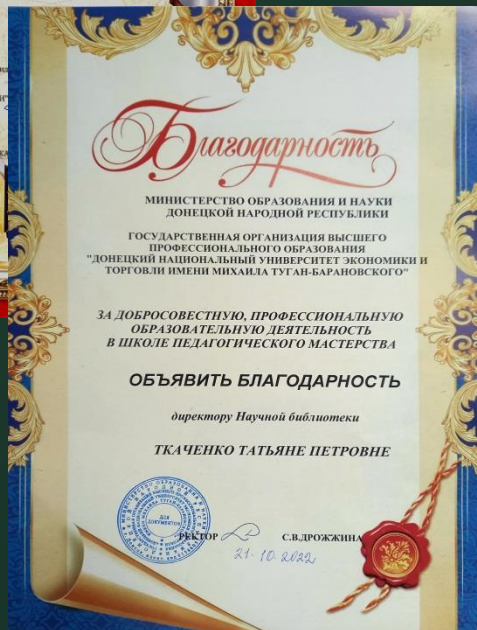 Благодарность
МИНИСТЕРСТВО ОБРАЗОВАНИЯ И НАУКИ
ДОНЕЦКОЙ НАРОДНОЙ РЕСПУБЛИКИ
ГОСУДАРСТВЕННАЯ ОРГАНИЗАЦИЯ ВЫСШЕГО
ПРОФЕССИОНАЛЬНОГО ОБРАЗОВАНИЯ
"ДОНЕЦКИЙ НАЦИОНАЛЬНЫЙ УНИВЕРСИТЕТ ЭКОНОМИКИ И
ТОРГОВЛИ ИМЕНИ МИХАИЛА ТУГАН-БАРАНОВСКОГО"
ЗА ДОБРОСОВЕСТНУЮ, ПРОФЕССИОНАЛЬНУЮ
ОБРАЗОВАТЕЛЬНУЮ ДЕЯТЕЛЬНОСТЬ
В ШКОЛЕ ПЕДАГОГИЧЕСКОГО МАСТЕРСТВА
ОБЪЯВИТЬ БЛАГОДАРНОСТЬ
директору Научной библиотеки
ТКАЧЕНКО ТАТЬЯНЕ ПЕТРОВНЕ
ДЛЯ
ДОКУМЕНТОВ
РЕКТОР С.В.ДРОЖЖИНА
21-10-2022